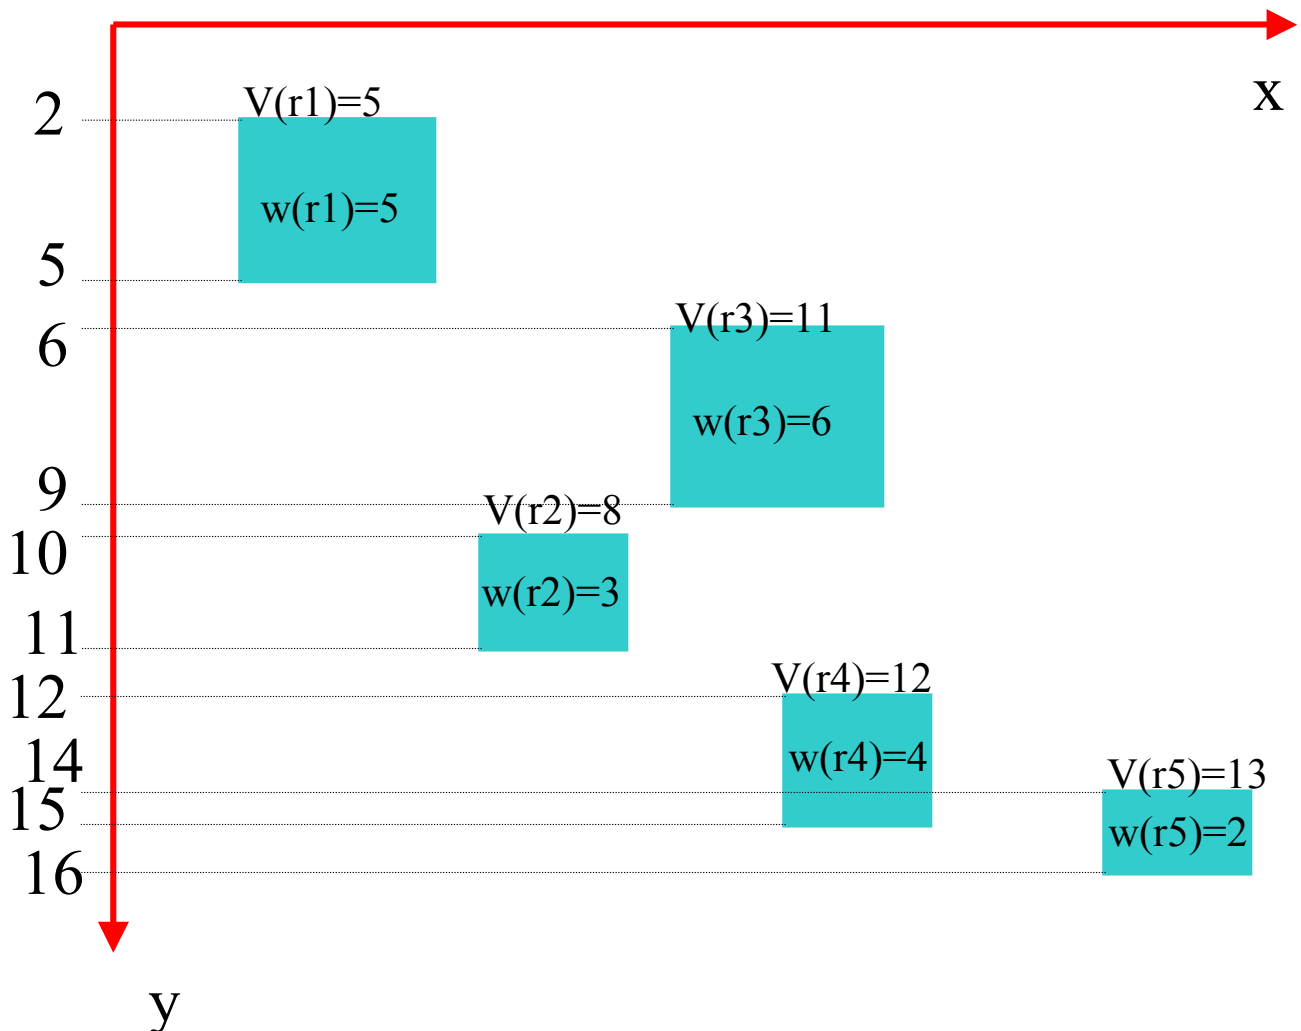 x
2
V(r1)=5
w(r1)=5
5
6
V(r3)=11
w(r3)=6
9
V(r2)=8
10
w(r2)=3
11
12
V(r4)=12
14
w(r4)=4
V(r5)=13
15
w(r5)=2
16
y